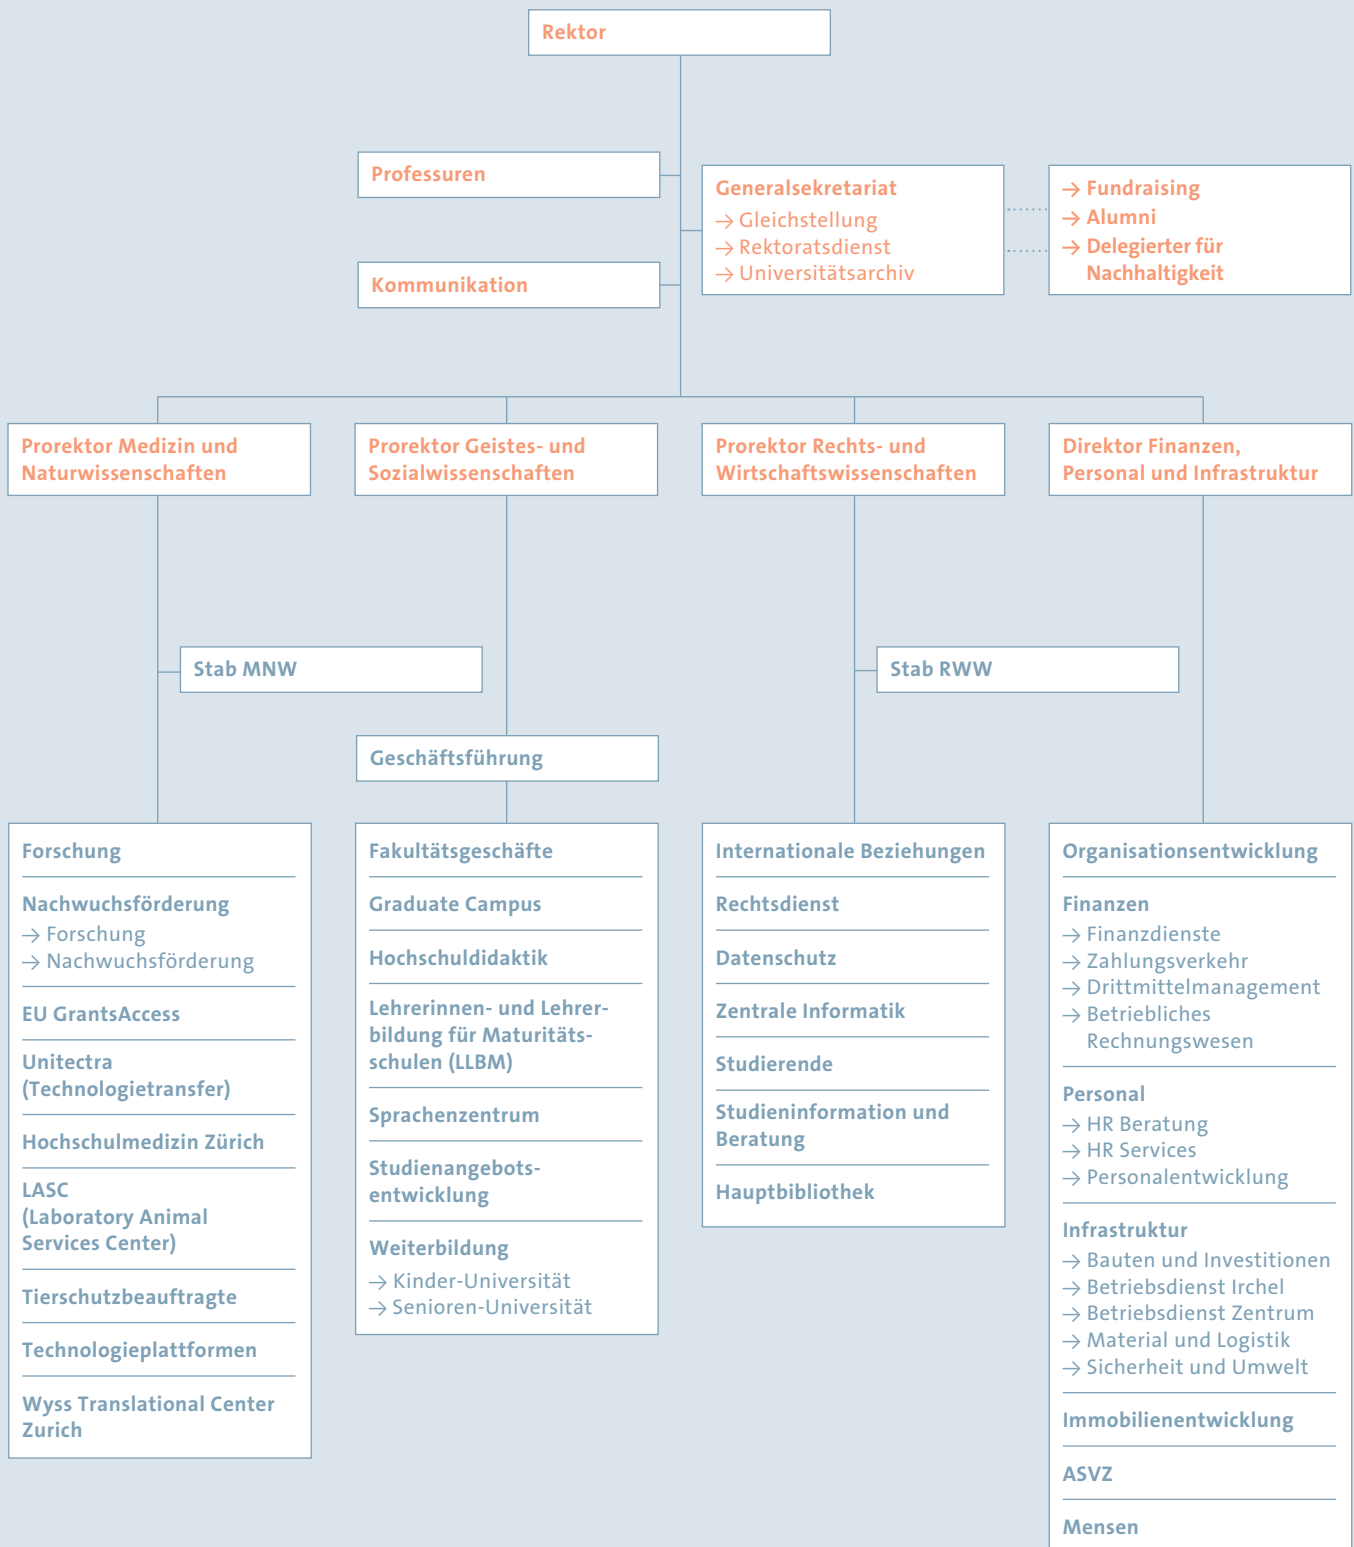 Rektor
Professuren
Kommunikation
Generalsekretariat
→ Gleichstellung
→ Rektoratsdienst
→ Universitätsarchiv
→ Fundraising
→ Alumni
→ Delegierter für
Nachhaltigkeit
Prorektor Medizin und
Naturwissenschaften
Prorektor Geistes- und
Sozialwissenschaften
Prorektor Rechts- und
Wirtschaftswissenschaften
Direktor Finanzen,
Personal und Infrastruktur
Stab MNW
Stab RWW
Geschäftsführung
Forschung
Nachwuchsförderung
→ Forschung
→ Nachwuchsförderung
EU GrantsAccess
Unitectra
(Technologietransfer)
Hochschulmedizin Zürich
LASC
(Laboratory Animal
Services Center)
Tierschutzbeauftragte
Technologieplattformen
Wyss Translational Center
Zurich
Fakultätsgeschäfte
Graduate Campus
Hochschuldidaktik
Lehrerinnen- und Lehrer-
bildung für Maturitäts-
schulen (LLBM)
Sprachenzentrum
Studienangebots-
entwicklung
Weiterbildung
→ Kinder-Universität
→ Senioren-Universität
Internationale Beziehungen
Rechtsdienst
Datenschutz
Zentrale Informatik
Studierende
Studieninformation und
Beratung
Hauptbibliothek
Organisationsentwicklung
Finanzen
→ Finanzdienste
→ Zahlungsverkehr
→ Drittmittelmanagement
→ Betriebliches
Rechnungswesen
Personal
→ HR Beratung
→ HR Services
→ Personalentwicklung
Infrastruktur
→ Bauten und Investitionen
→ Betriebsdienst Irchel
→ Betriebsdienst Zentrum
→ Material und Logistik
→ Sicherheit und Umwelt
Immobilienentwicklung
ASVZ
Mensen